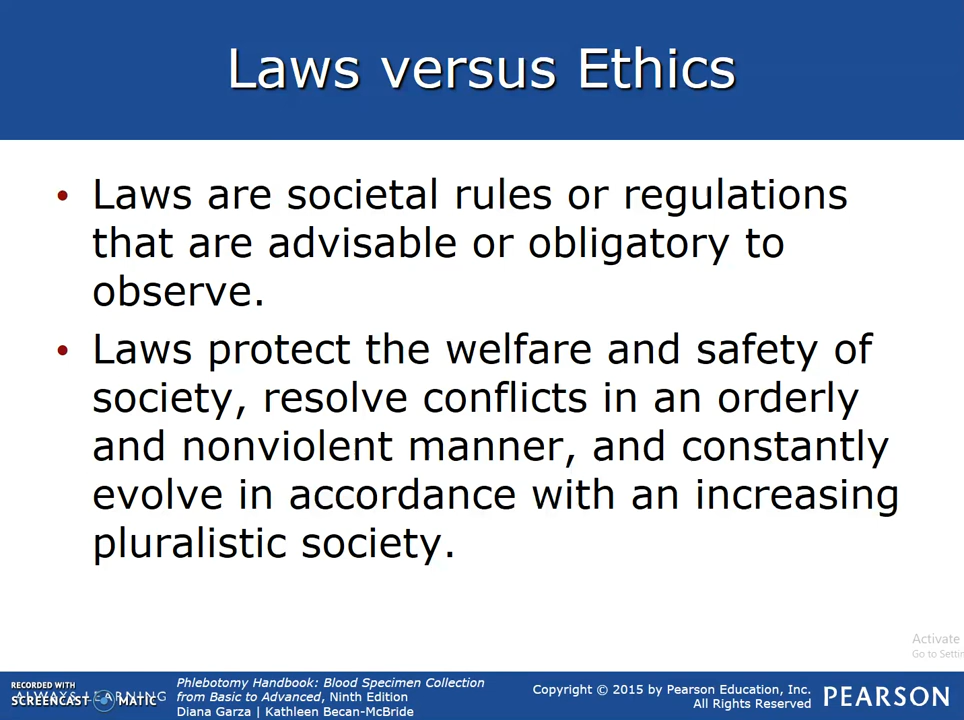 Laws versus Ethics
• Laws are societal rules or regulations
that are advisable or obligatory to
observe.
• Laws protect the welfare and safety of
society, resolve conflicts in an orderly
and nonviolent manner, and constantly
evolve in accordance with an increasing
pluralistic society.
Activate
Go to Settin
RECORDED WITH
SCREENCAST MATIC
ALWAYS LEARNING
Phlebotomy Handbook: Blood Specimen Collection
from Basic to Advanced, Ninth Edition
Diana Garza | Kathleen Becan-McBride
Copyright © 2015 by Pearson Education, Inc.
All Rights Reserved
PEARSON